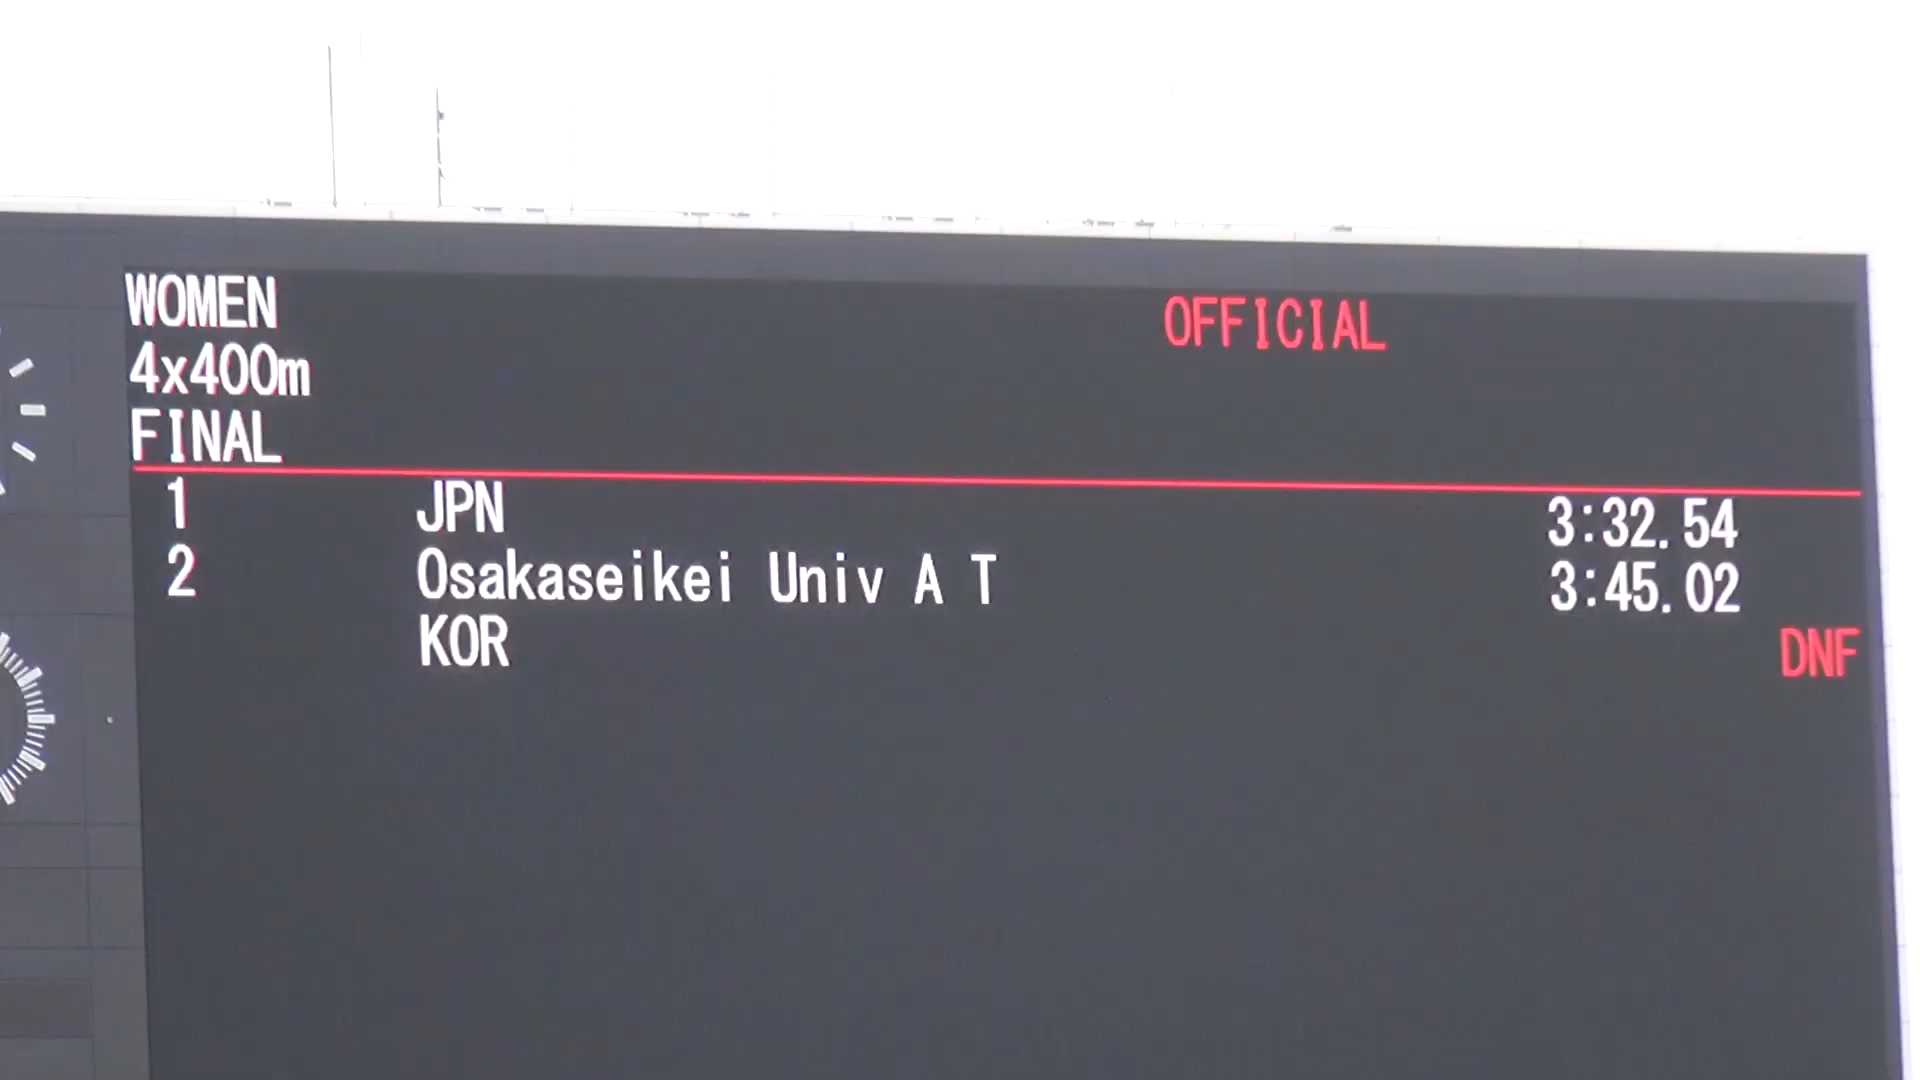 WOMEN
OFFICIAL
4x400m
FINAL
1 JPN 3:32.54
2 Osakaseikei Univ A T 3:45.02
KOR DNF